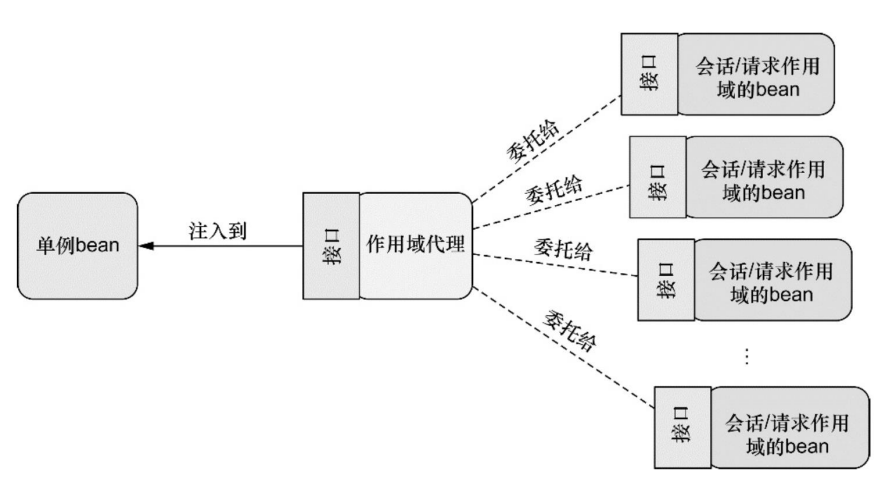 单例bean
注入到
接口
作用域代理
委托给
接口
会话/请求作用
域的bean
委托给
接口
会话/请求作用
域的bean
委托给
接口
会话/请求作用
域的bean
⋮
委托给
接口
会话/请求作用
域的bean